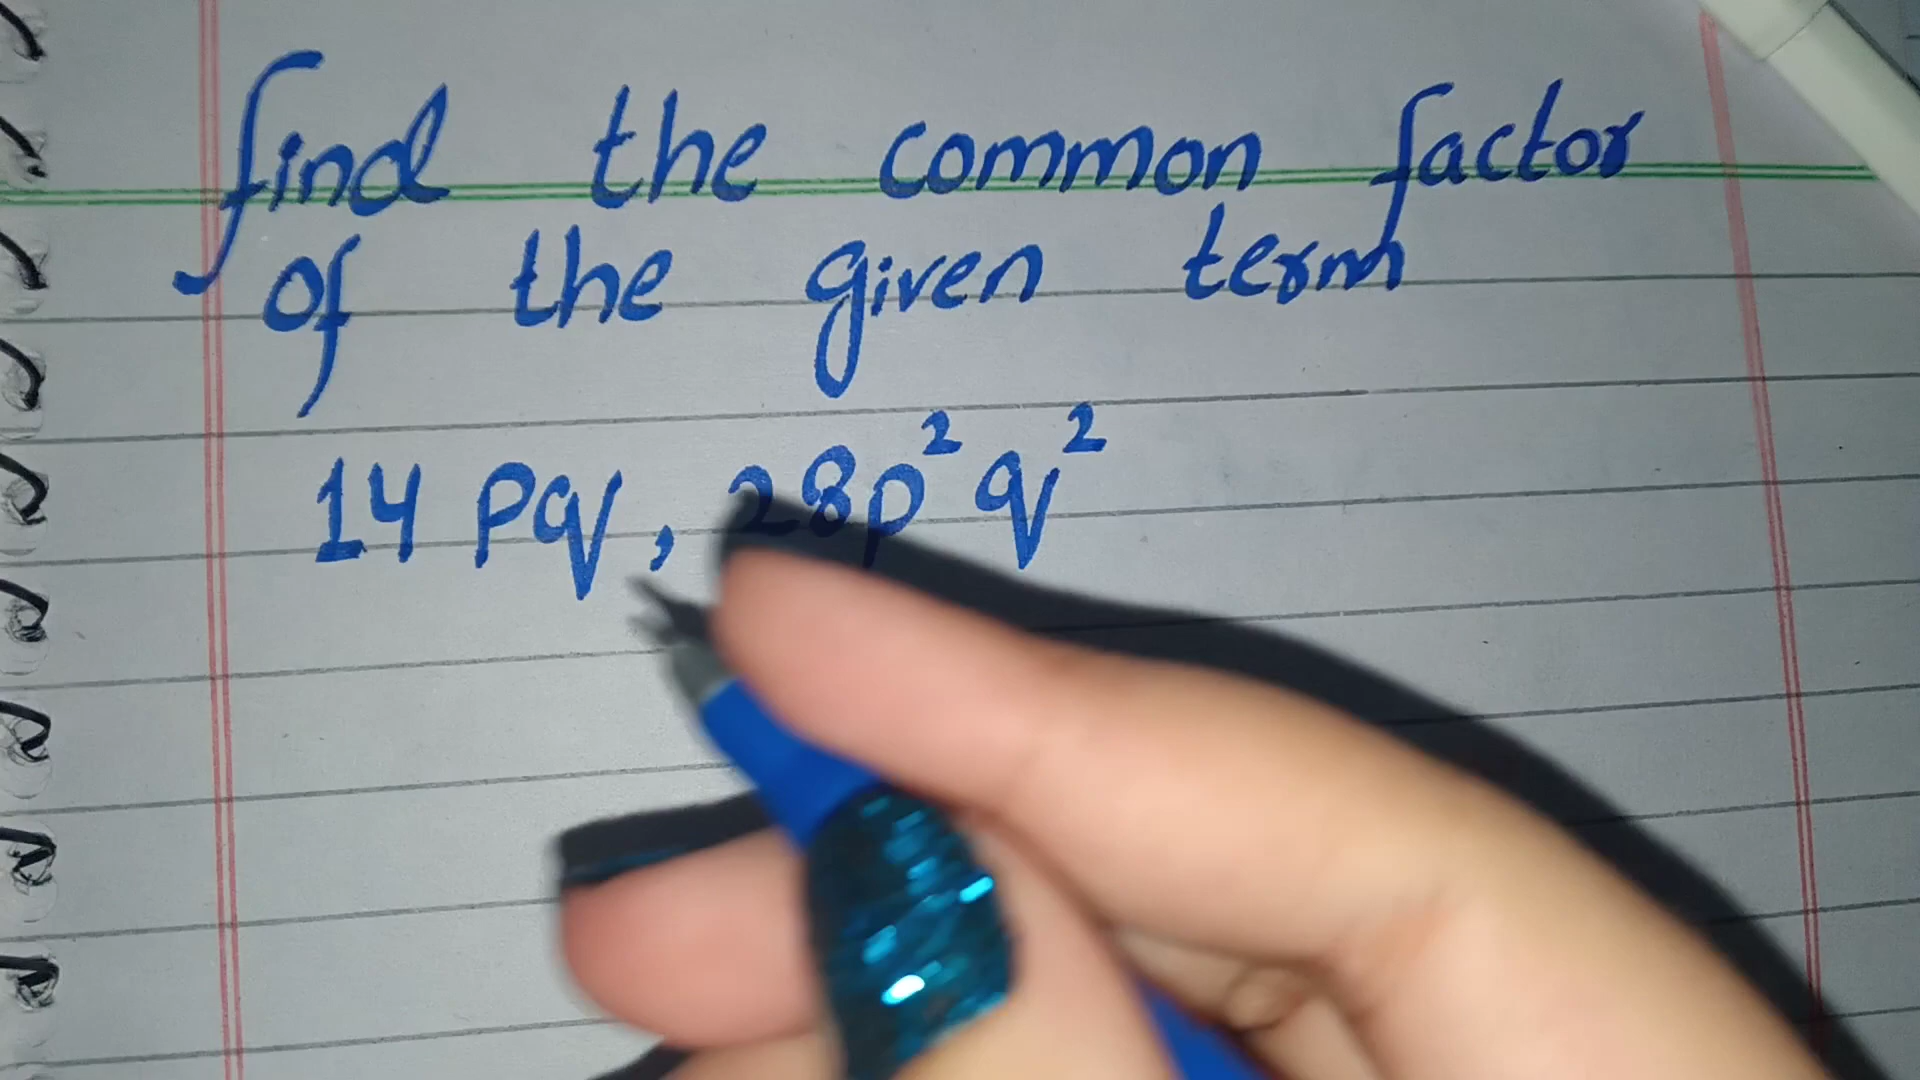 find the common factor
of the given term
14 pq, 28p²q²